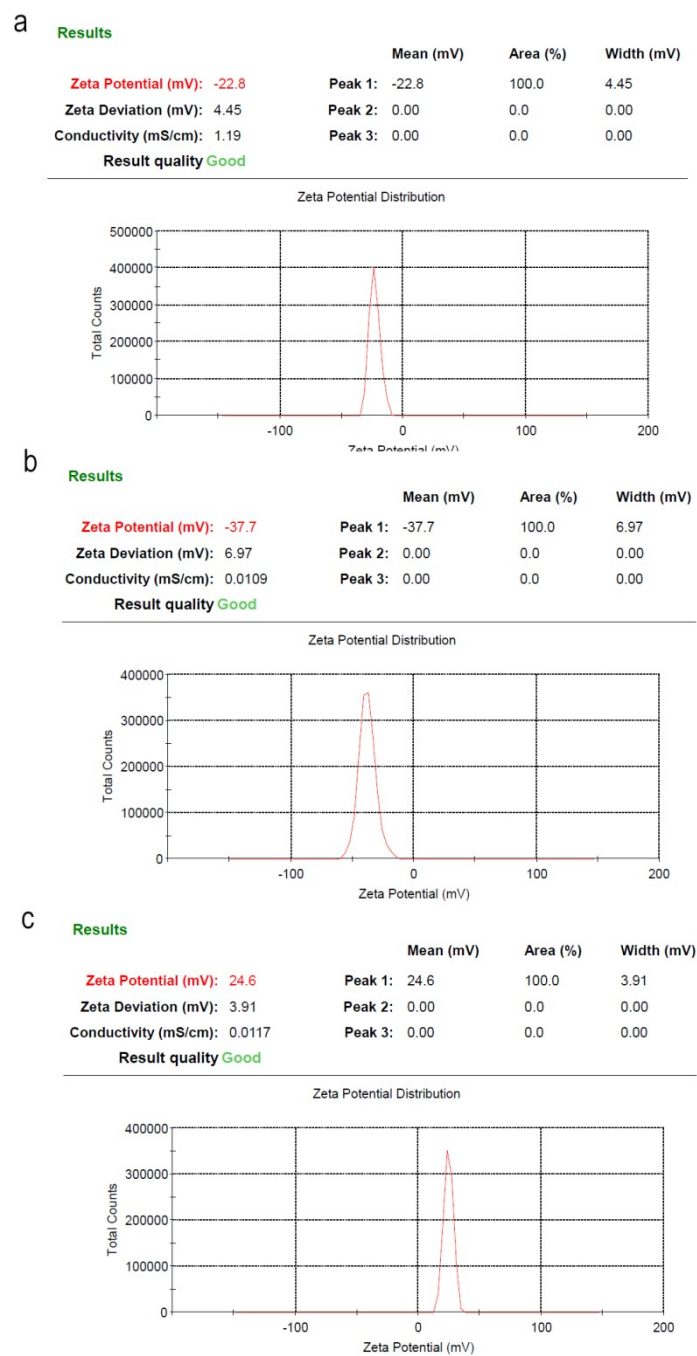 a
Results
Mean (mV) Area (%) Width (mV)
Zeta Potential (mV): -22.8 Peak 1: -22.8 100.0 4.45
Zeta Deviation (mV): 4.45 Peak 2: 0.00 0.0 0.00
Conductivity (mS/cm): 1.19 Peak 3: 0.00 0.0 0.00
Result quality Good
Zeta Potential Distribution
500000
400000
300000
200000
100000
0
Total Counts
-100 0 100 200
Zeta Potential (mV)
b
Results
Mean (mV) Area (%) Width (mV)
Zeta Potential (mV): -37.7 Peak 1: -37.7 100.0 6.97
Zeta Deviation (mV): 6.97 Peak 2: 0.00 0.0 0.00
Conductivity (mS/cm): 0.0109 Peak 3: 0.00 0.0 0.00
Result quality Good
Zeta Potential Distribution
400000
300000
200000
100000
0
Total Counts
-100 0 100 200
Zeta Potential (mV)
c
Results
Mean (mV) Area (%) Width (mV)
Zeta Potential (mV): 24.6 Peak 1: 24.6 100.0 3.91
Zeta Deviation (mV): 3.91 Peak 2: 0.00 0.0 0.00
Conductivity (mS/cm): 0.0117 Peak 3: 0.00 0.0 0.00
Result quality Good
Zeta Potential Distribution
400000
300000
200000
100000
0
Total Counts
-100 0 100 200
Zeta Potential (mV)